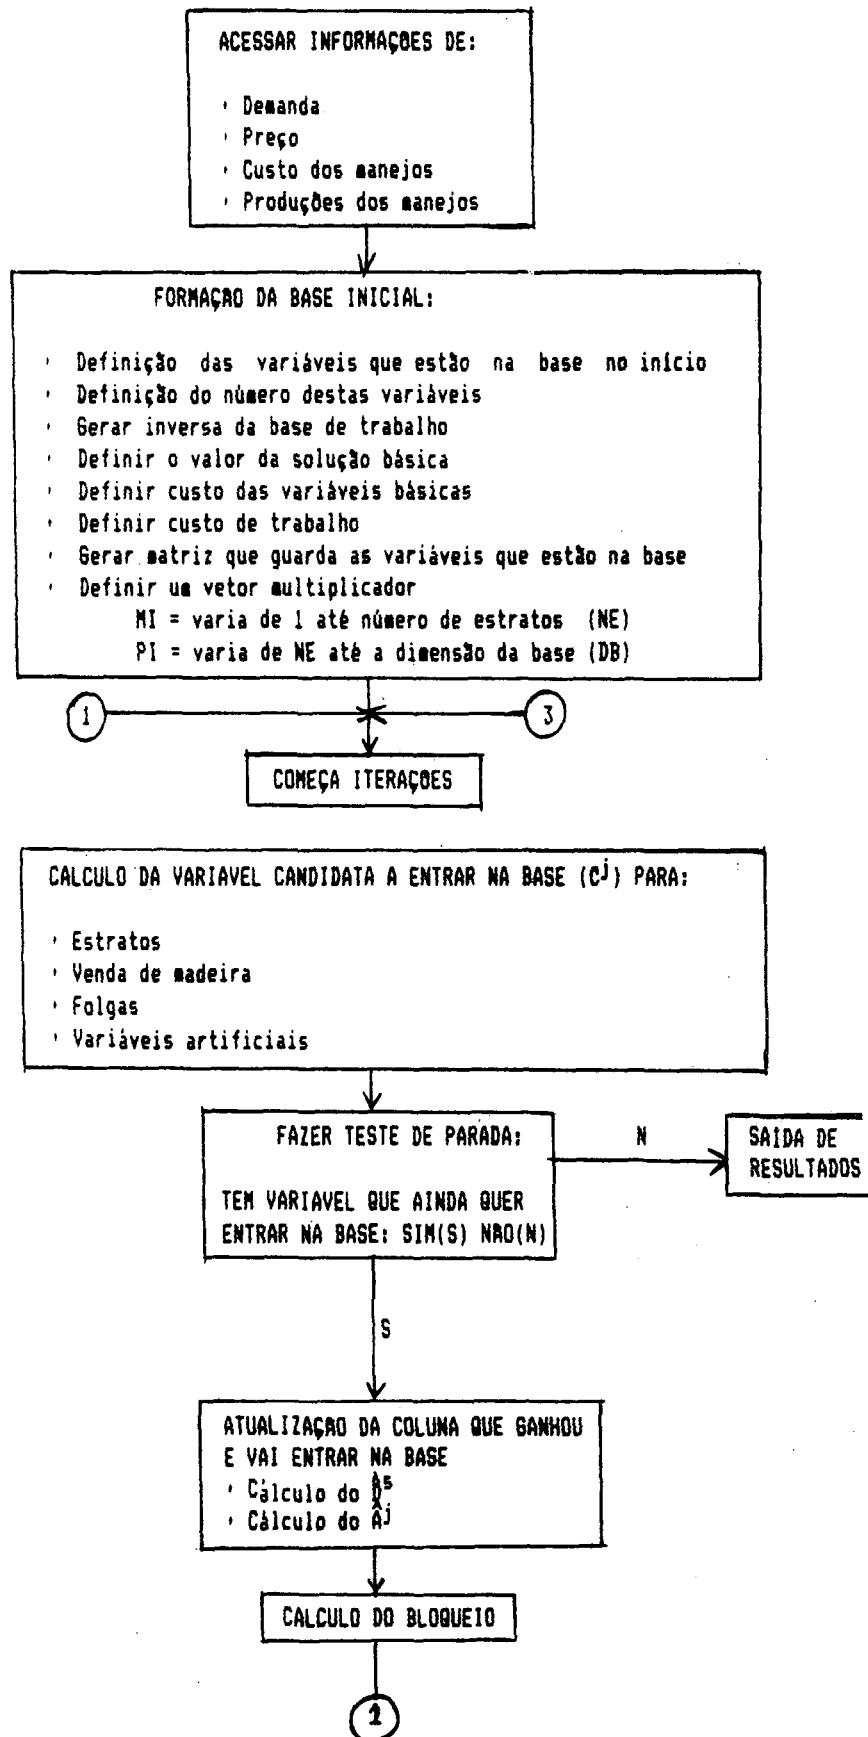 ACESSAR INFORMAÇOES DE:
· Demanda
· Preço
· Custo dos manejos
· Produções dos manejos
FORMAÇAO DA BASE INICIAL:
· Definição das variáveis que estão na base no início
· Definição do número destas variáveis
· Gerar inversa da base de trabalho
· Definir o valor da solução básica
· Definir custo das variáveis básicas
· Definir custo de trabalho
· Gerar matriz que guarda as variáveis que estão na base
· Definir um vetor multiplicador
MI = varia de 1 até número de estratos (NE)
PI = varia de NE até a dimensão da base (DB)
1
3
COMEÇA ITERAÇOES
CALCULO DA VARIAVEL CANDIDATA A ENTRAR NA BASE (C^j) PARA:
· Estratos
· Venda de madeira
· Folgas
· Variáveis artificiais
FAZER TESTE DE PARADA:
TEM VARIAVEL QUE AINDA QUER
ENTRAR NA BASE: SIM(S) NAO(N)
N
SAIDA DE
RESULTADOS
S
ATUALIZAÇAO DA COLUNA QUE GANHOU
E VAI ENTRAR NA BASE
· Cálculo do
· Cálculo do Â^j
CALCULO DO BLOQUEIO
1